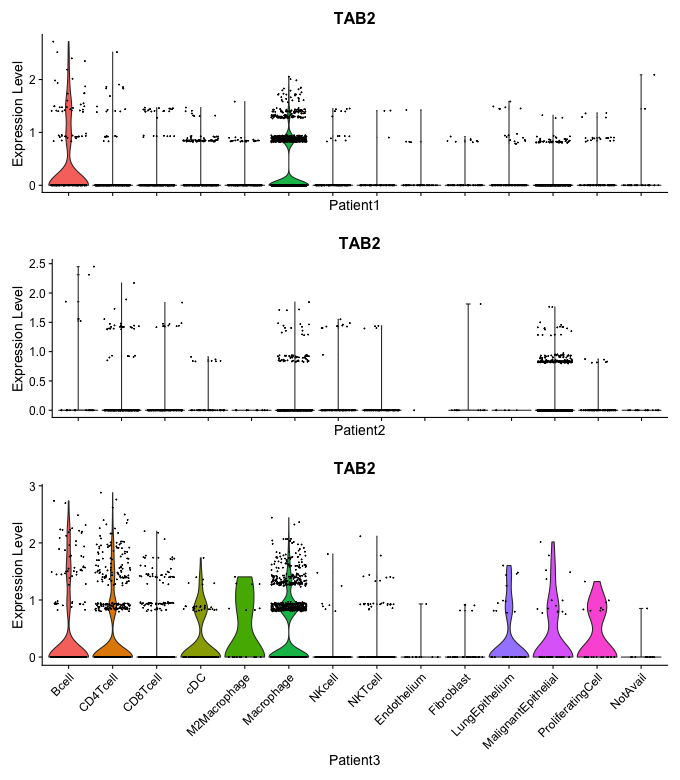 TAB2
Expression Level
2
1
0
Patient1
TAB2
Expression Level
2.5
2.0
1.5
1.0
0.5
0.0
Patient2
TAB2
Expression Level
3
2
1
0
Bcell
CD4Tcell
CD8Tcell
cDC
M2Macrophage
Macrophage
NKcell
NKTcell
Endothelium
Fibroblast
LungEpithelium
MalignantEpithelial
ProliferatingCell
NotAvail
Patient3